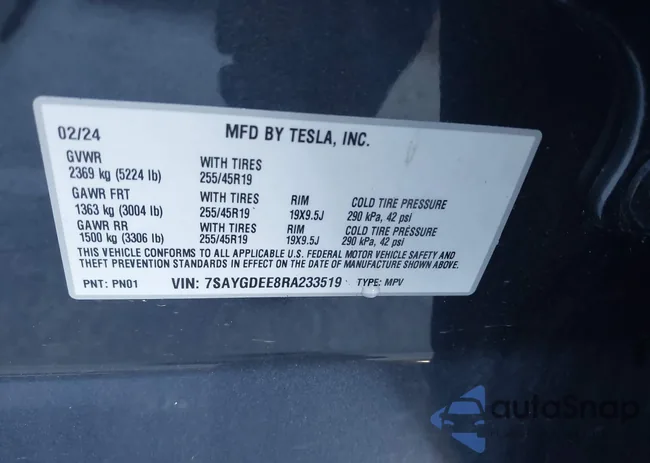 02/24 MFD BY TESLA, INC.
GVWR WITH TIRES
2369 kg (5224 lb) 255/45R19
GAWR FRT WITH TIRES RIM COLD TIRE PRESSURE
1363 kg (3004 lb) 255/45R19 19X9.5J 290 kPa, 42 psi
GAWR RR WITH TIRES RIM COLD TIRE PRESSURE
1500 kg (3306 lb) 255/45R19 19X9.5J 290 kPa, 42 psi
THIS VEHICLE CONFORMS TO ALL APPLICABLE U.S. FEDERAL MOTOR VEHICLE SAFETY AND
THEFT PREVENTION STANDARDS IN EFFECT ON THE DATE OF MANUFACTURE SHOWN ABOVE.
PNT: PN01 VIN: 7SAYGDEE8RA233519 TYPE: MPV
autoSnap